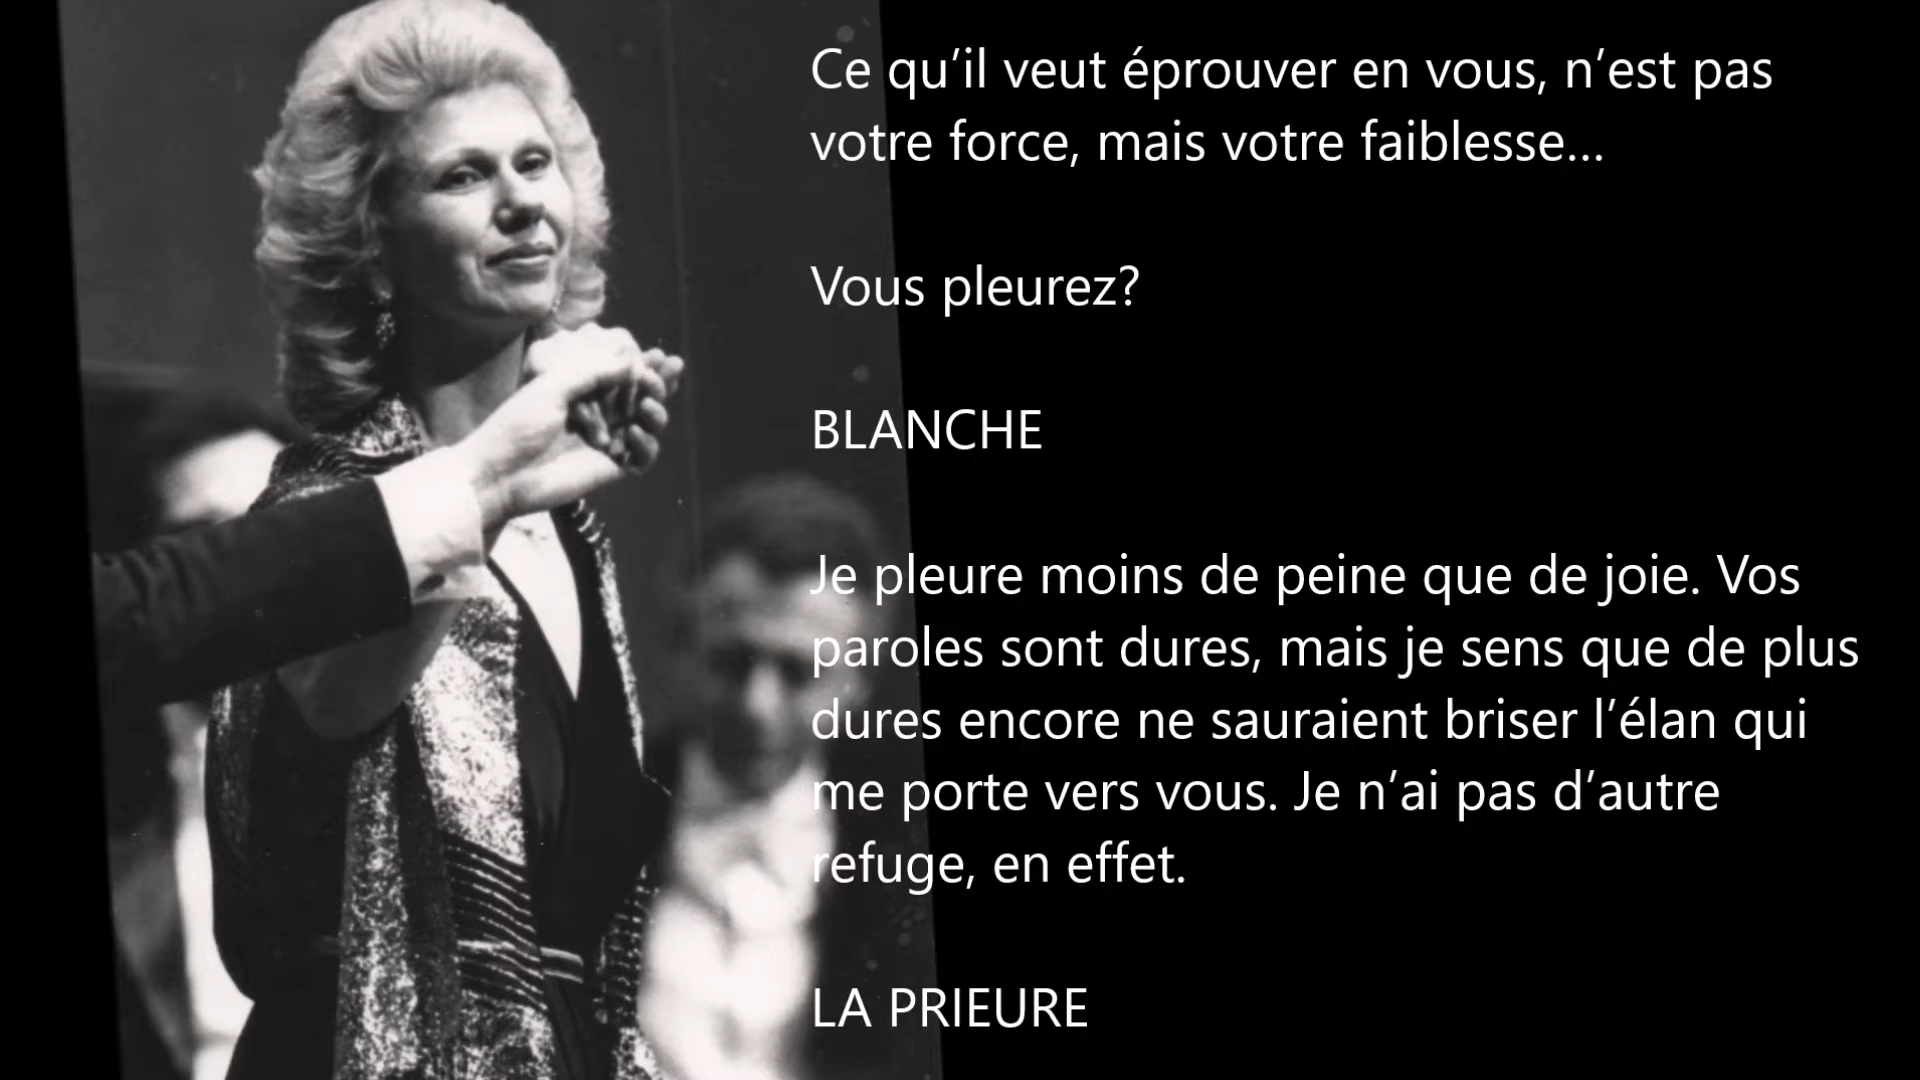 Ce qu’il veut éprouver en vous, n’est pas
votre force, mais votre faiblesse…
Vous pleurez?
BLANCHE
Je pleure moins de peine que de joie. Vos
paroles sont dures, mais je sens que de plus
dures encore ne sauraient briser l’élan qui
me porte vers vous. Je n’ai pas d’autre
refuge, en effet.
LA PRIEURE